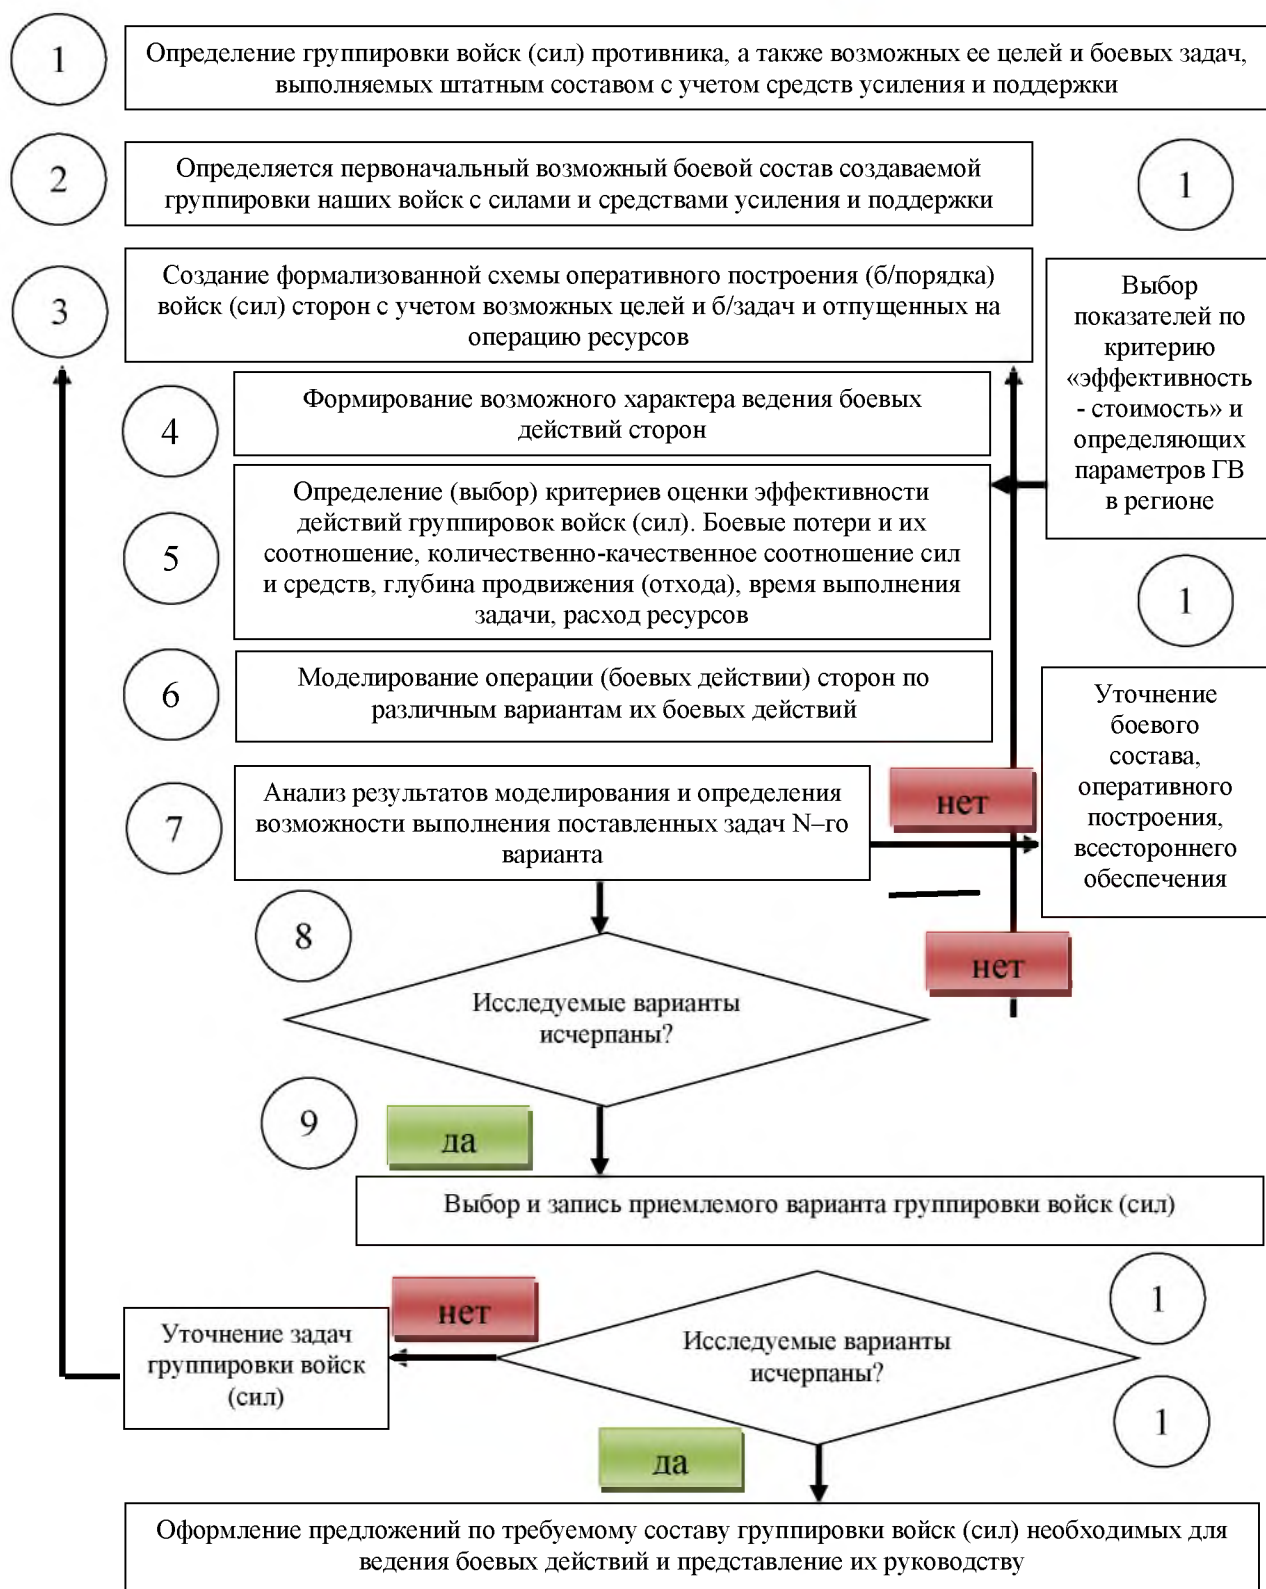 1
Определение группировки войск (сил) противника, а также возможных ее целей и боевых задач,
выполняемых штатным составом с учетом средств усиления и поддержки
2
Определяется первоначальный возможный боевой состав создаваемой
группировки наших войск с силами и средствами усиления и поддержки
1
3
Создание формализованной схемы оперативного построения (б/порядка)
войск (сил) сторон с учетом возможных целей и б/задач и отпущенных на
операцию ресурсов
Выбор
показателей по
критерию
«эффективность
- стоимость» и
определяющих
параметров ГВ
в регионе
4
Формирование возможного характера ведения боевых
действий сторон
5
Определение (выбор) критериев оценки эффективности
действий группировок войск (сил). Боевые потери и их
соотношение, количественно-качественное соотношение сил
и средств, глубина продвижения (отхода), время выполнения
задачи, расход ресурсов
1
6
Моделирование операции (боевых действии) сторон по
различным вариантам их боевых действий
Уточнение
боевого
состава,
оперативного
построения,
всестороннего
обеспечения
7
Анализ результатов моделирования и определения
возможности выполнения поставленных задач N–го
варианта
нет
8
Исследуемые варианты
исчерпаны?
нет
9
да
Выбор и запись приемлемого варианта группировки войск (сил)
1
нет
Исследуемые варианты
исчерпаны?
Уточнение задач
группировки войск
(сил)
1
да
Оформление предложений по требуемому составу группировки войск (сил) необходимых для
ведения боевых действий и представление их руководству